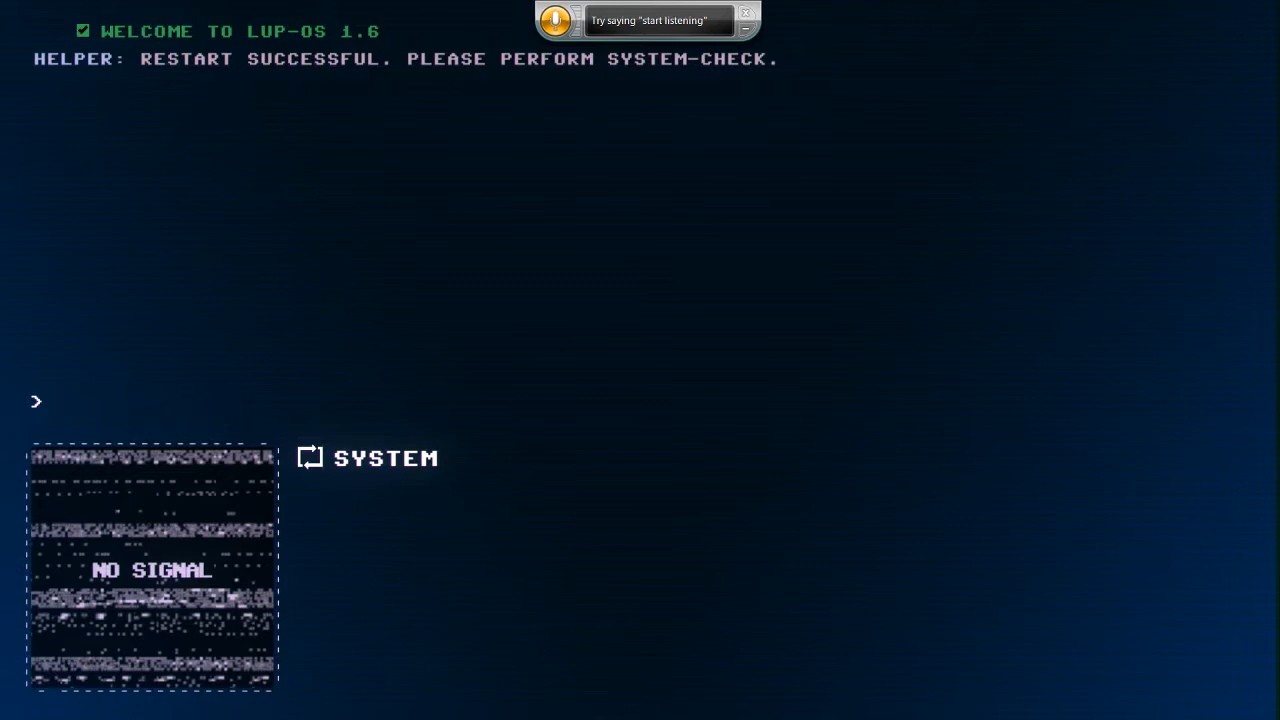 Try saying "start listening"
WELCOME TO LUP-OS 1.6
HELPER: RESTART SUCCESSFUL. PLEASE PERFORM SYSTEM-CHECK.
>
SYSTEM
NO SIGNAL